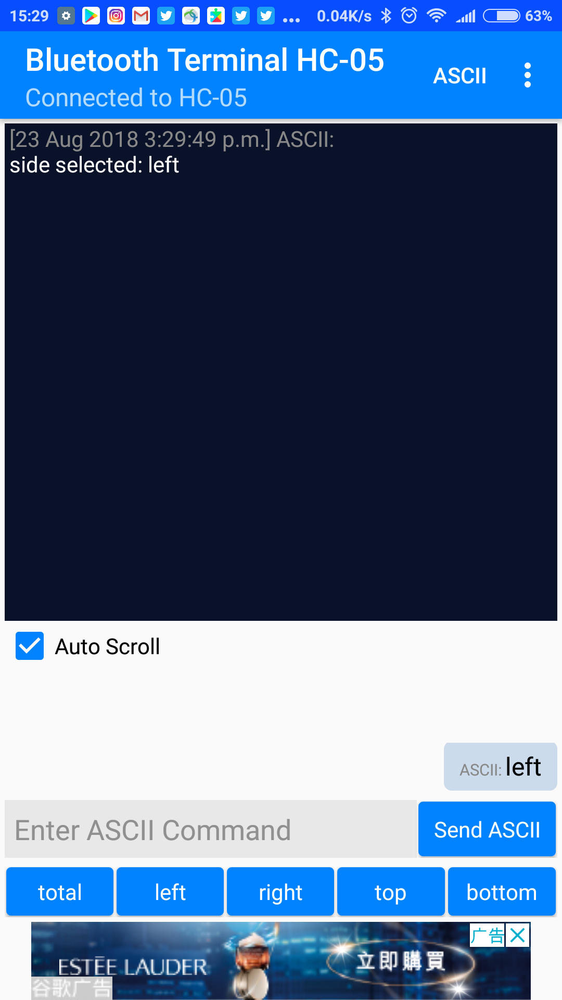 15:29 ... 0.04K/s 63%
Bluetooth Terminal HC-05
Connected to HC-05
ASCII
[23 Aug 2018 3:29:49 p.m.] ASCII:
side selected: left
Auto Scroll
ASCII: left
Enter ASCII Command
Send ASCII
total left right top bottom
广告
ESTĒE LAUDER
立即購買
谷歌广告